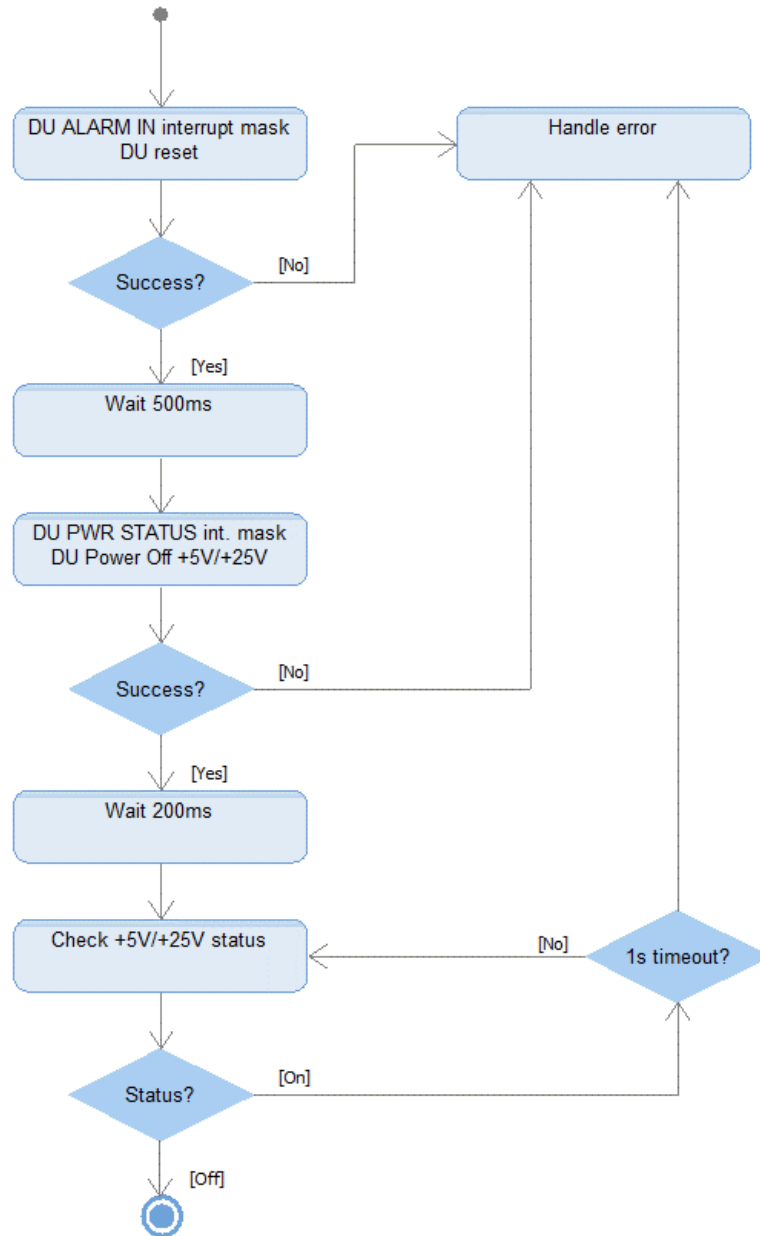 DU ALARM IN interrupt mask
DU reset
Handle error
[No]
Success?
[Yes]
Wait 500ms
DU PWR STATUS int. mask
DU Power Off +5V/+25V
Success?
[No]
[Yes]
Wait 200ms
Check +5V/+25V status
[No]
1s timeout?
Status?
[On]
[Off]